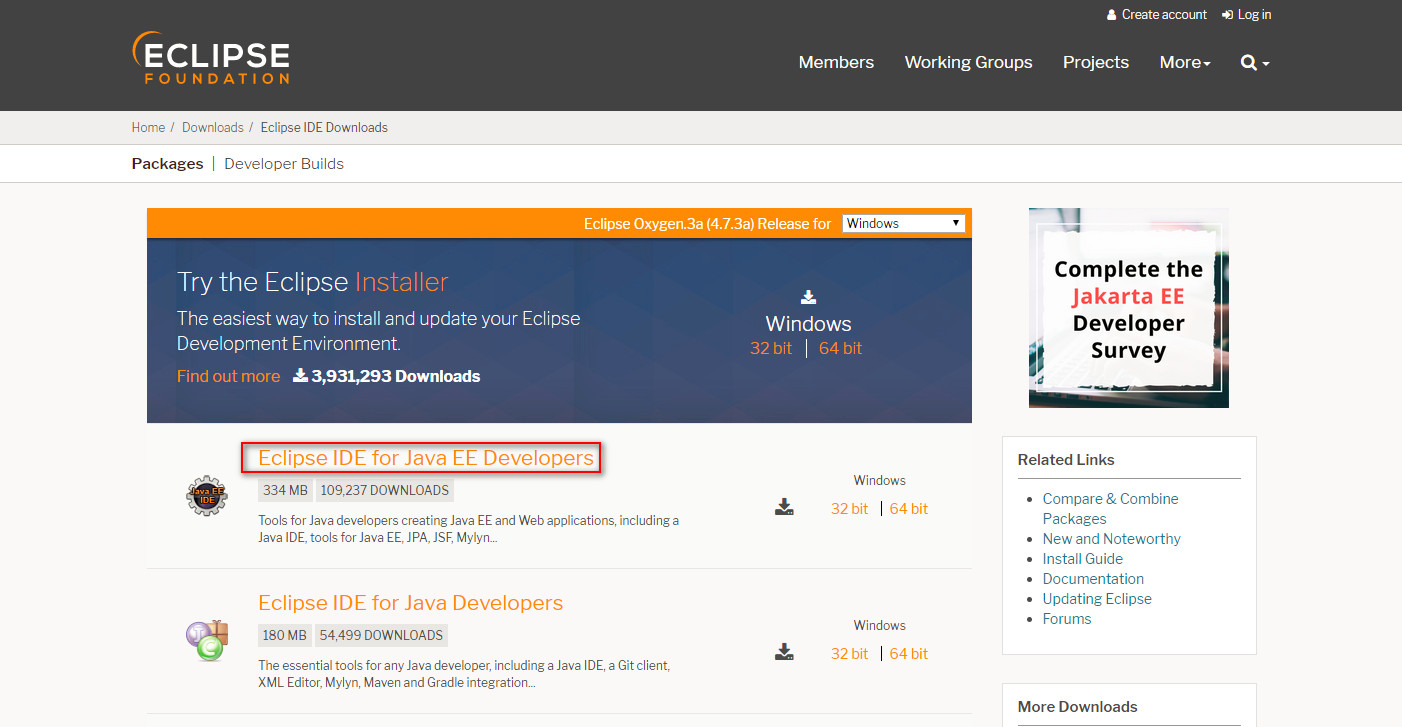 Create account Log in
ECLIPSE
FOUNDATION
Members Working Groups Projects More
Home / Downloads / Eclipse IDE Downloads
Packages | Developer Builds
Eclipse Oxygen.3a (4.7.3a) Release for Windows
Try the Eclipse Installer
The easiest way to install and update your Eclipse
Development Environment.
Find out more 3,931,293 Downloads
Windows
32 bit | 64 bit
Complete the
Jakarta EE
Developer
Survey
Eclipse IDE for Java EE Developers
334 MB 109,237 DOWNLOADS
Tools for Java developers creating Java EE and Web applications, including a
Java IDE, tools for Java EE, JPA, JSF, Mylyn...
Java EE
IDE
Windows
32 bit | 64 bit
Eclipse IDE for Java Developers
180 MB 54,499 DOWNLOADS
The essential tools for any Java developer, including a Java IDE, a Git client,
XML Editor, Mylyn, Maven and Gradle integration...
Windows
32 bit | 64 bit
Related Links
Compare & Combine
Packages
New and Noteworthy
Install Guide
Documentation
Updating Eclipse
Forums
More Downloads